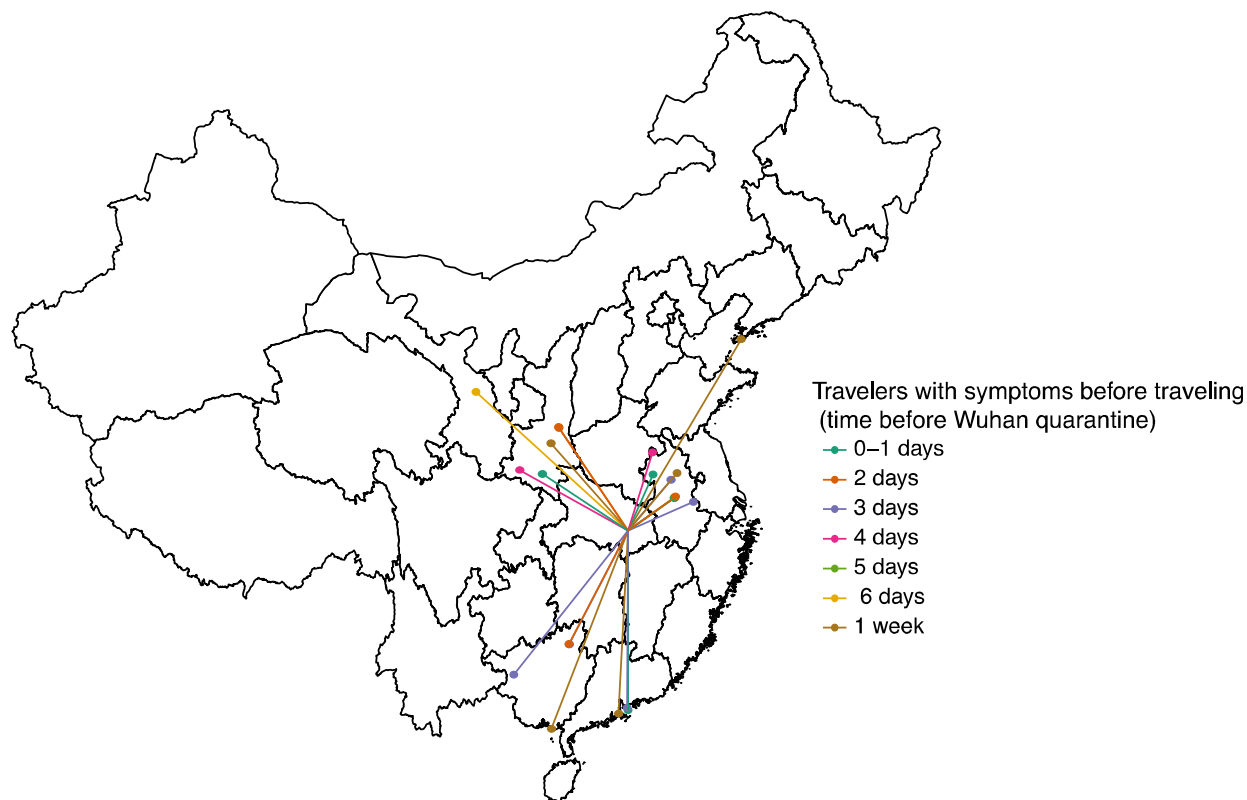 Travelers with symptoms before traveling
(time before Wuhan quarantine)
0–1 days
2 days
3 days
4 days
5 days
6 days
1 week